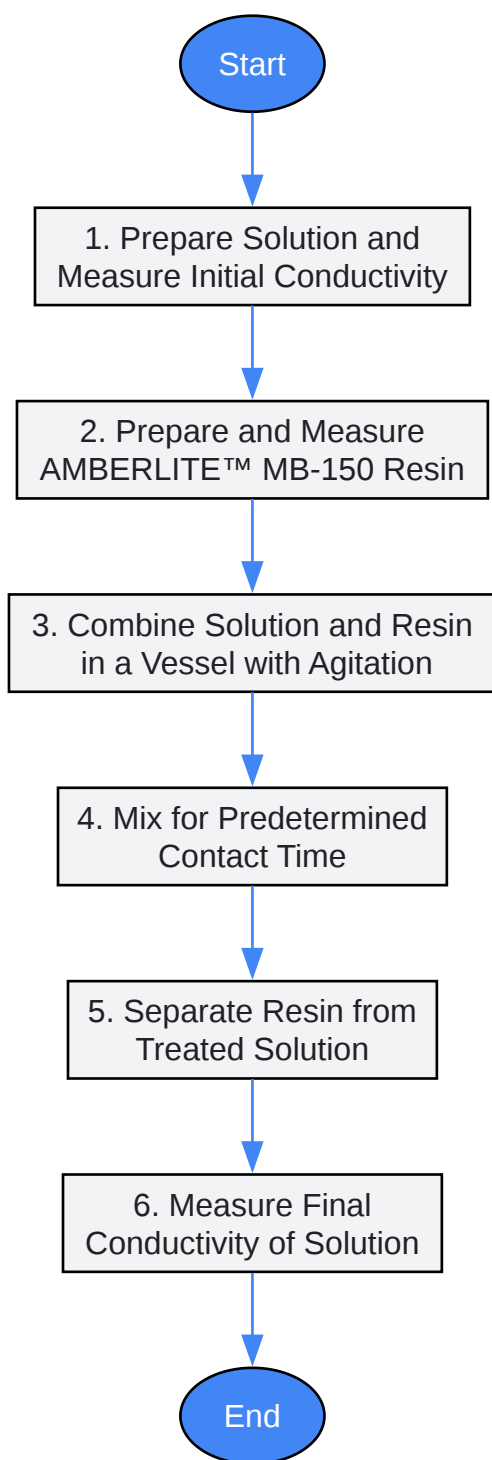 Start
1. Prepare Solution and
Measure Initial Conductivity
2. Prepare and Measure
AMBERLITE™ MB-150 Resin
3. Combine Solution and Resin
in a Vessel with Agitation
4. Mix for Predetermined
Contact Time
5. Separate Resin from
Treated Solution
6. Measure Final
Conductivity of Solution
End